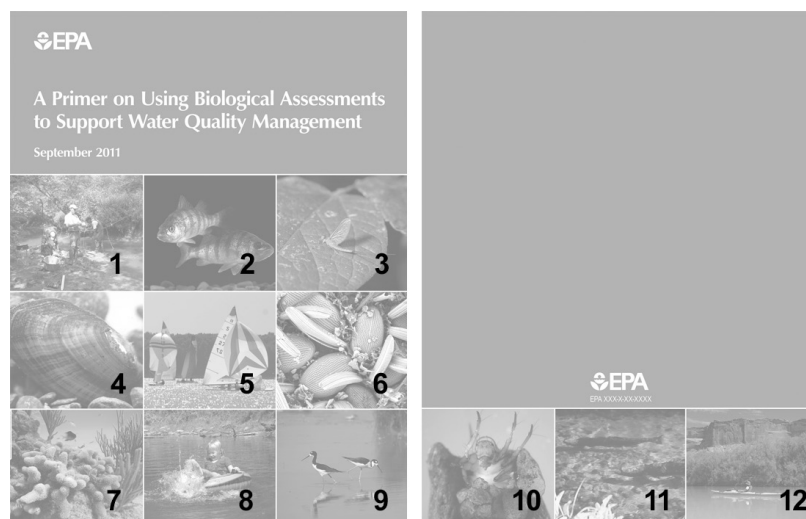 EPA
A Primer on Using Biological Assessments
to Support Water Quality Management
September 2011
1
2
3
4
5
6
7
8
9
EPA
EPA XXX-X-XX-XXXX
10
11
12